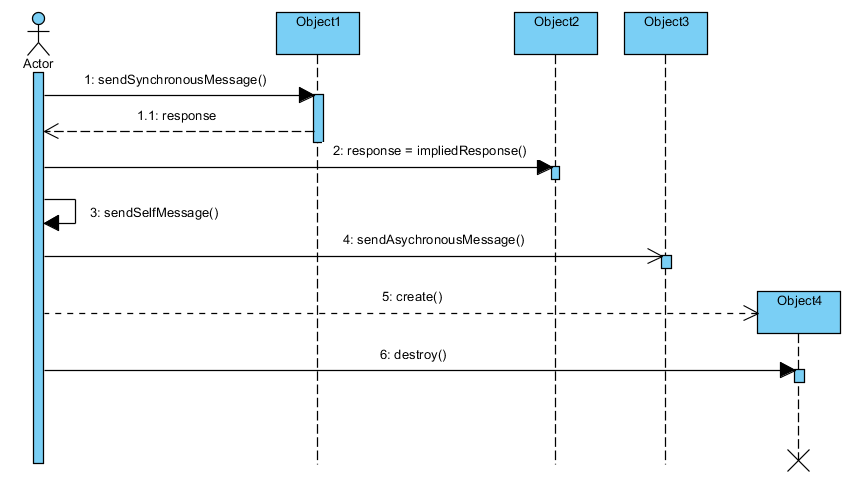 Object1
Object2
Object3
Actor
1: sendSynchronousMessage()
1.1: response
2: response = impliedResponse()
3: sendSelfMessage()
4: sendAsychronousMessage()
5: create()
Object4
6: destroy()